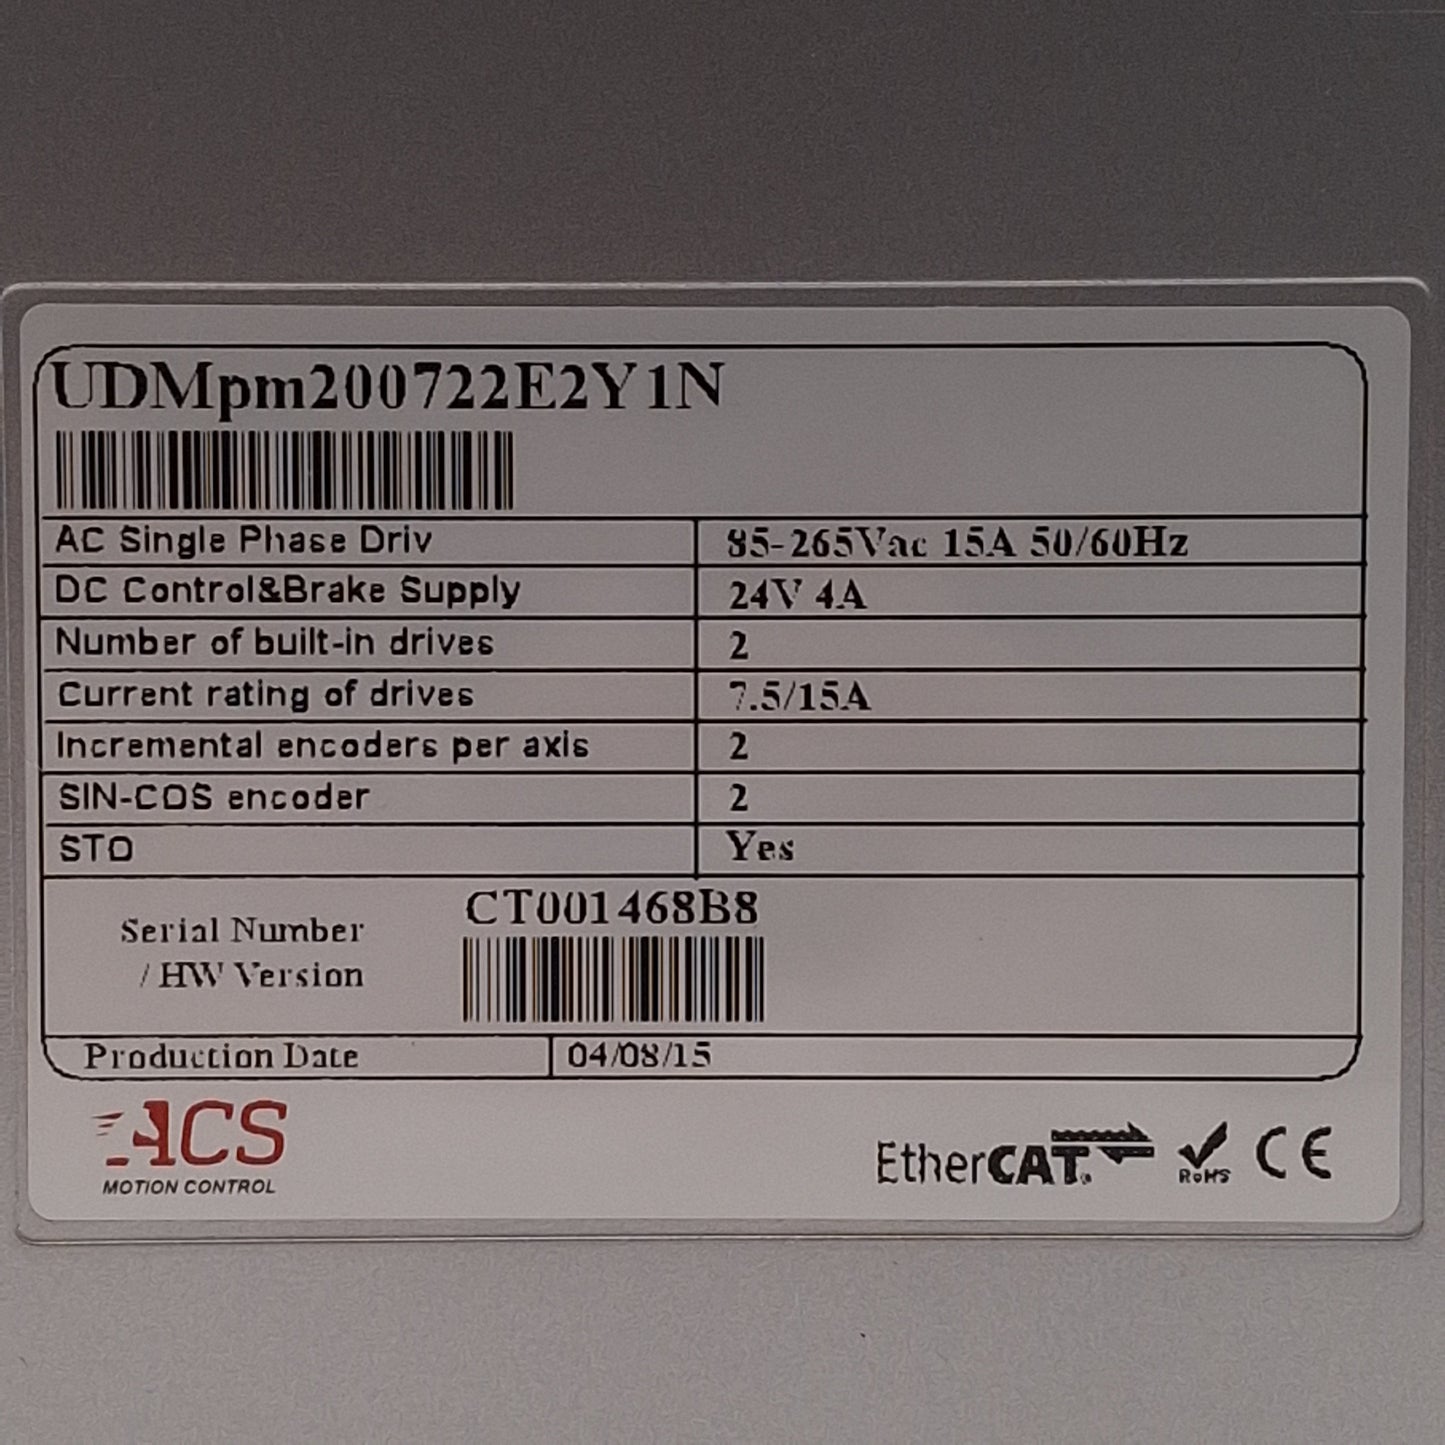 UDMpm200722E2Y1N
AC Single Phase Driv 85-265Vac 15A 50/60Hz
DC Control&Brake Supply 24V 4A
Number of built-in drives 2
Current rating of drives 7.5/15A
Incremental encoders per axis 2
SIN-COS encoder 2
STO Yes
Serial Number
/ HW Version
CT001468B8
Production Date 04/08/15
ACS
MOTION CONTROL
EtherCAT®
RoHS
CE